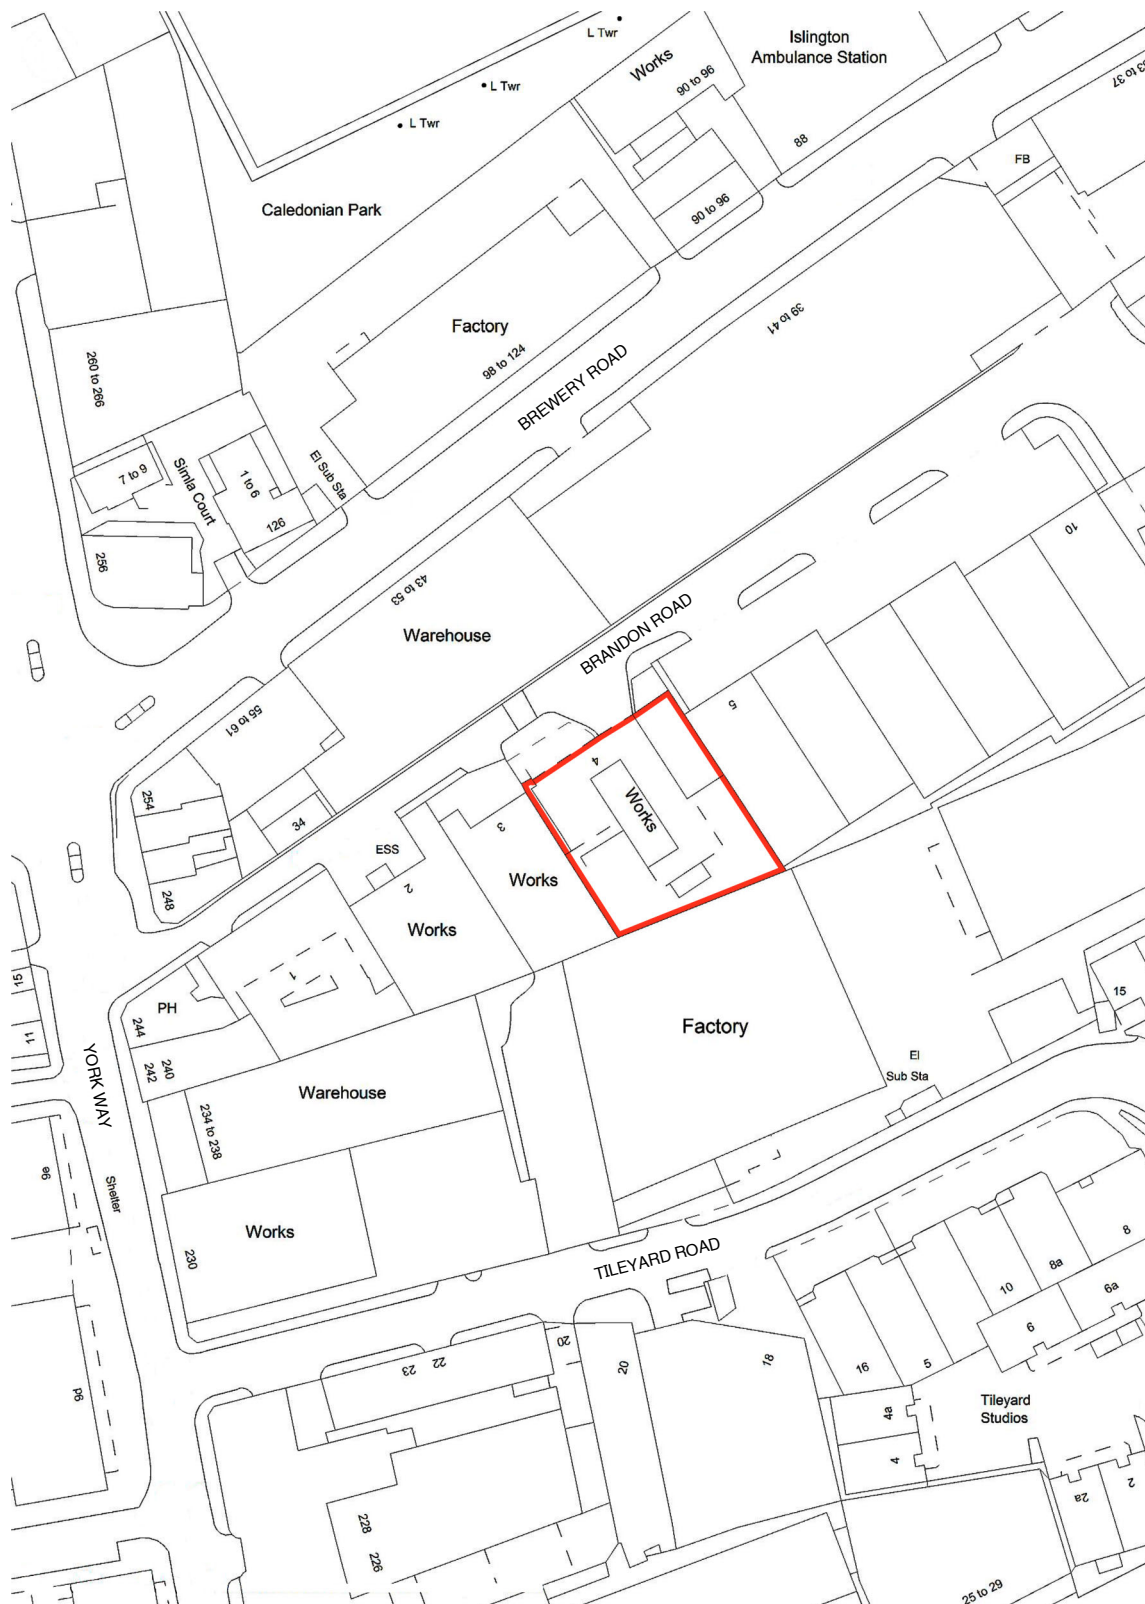 L Twr
Islington
Ambulance Station
Works
90 to 96
L Twr
L Twr
88
FB
90 to 96
Caledonian Park
39 to 41
Factory
98 to 124
BREWERY ROAD
260 to 266
7 to 9
Simla Court
1 to 6
El Sub Sta
126
256
10
43 to 53
Warehouse
BRANDON ROAD
55 to 61
5
4
Works
254
34
3
ESS
2
Works
248
Works
15
1
PH
244
11
240
242
YORK WAY
Warehouse
234 to 238
Factory
El
Sub Sta
15
Shelter
Works
230
TILEYARD ROAD
8
8a
10
6a
6
20
22
23
20
18
16
5
Tileyard
Studios
4a
4
2a
2
228
226
25 to 29